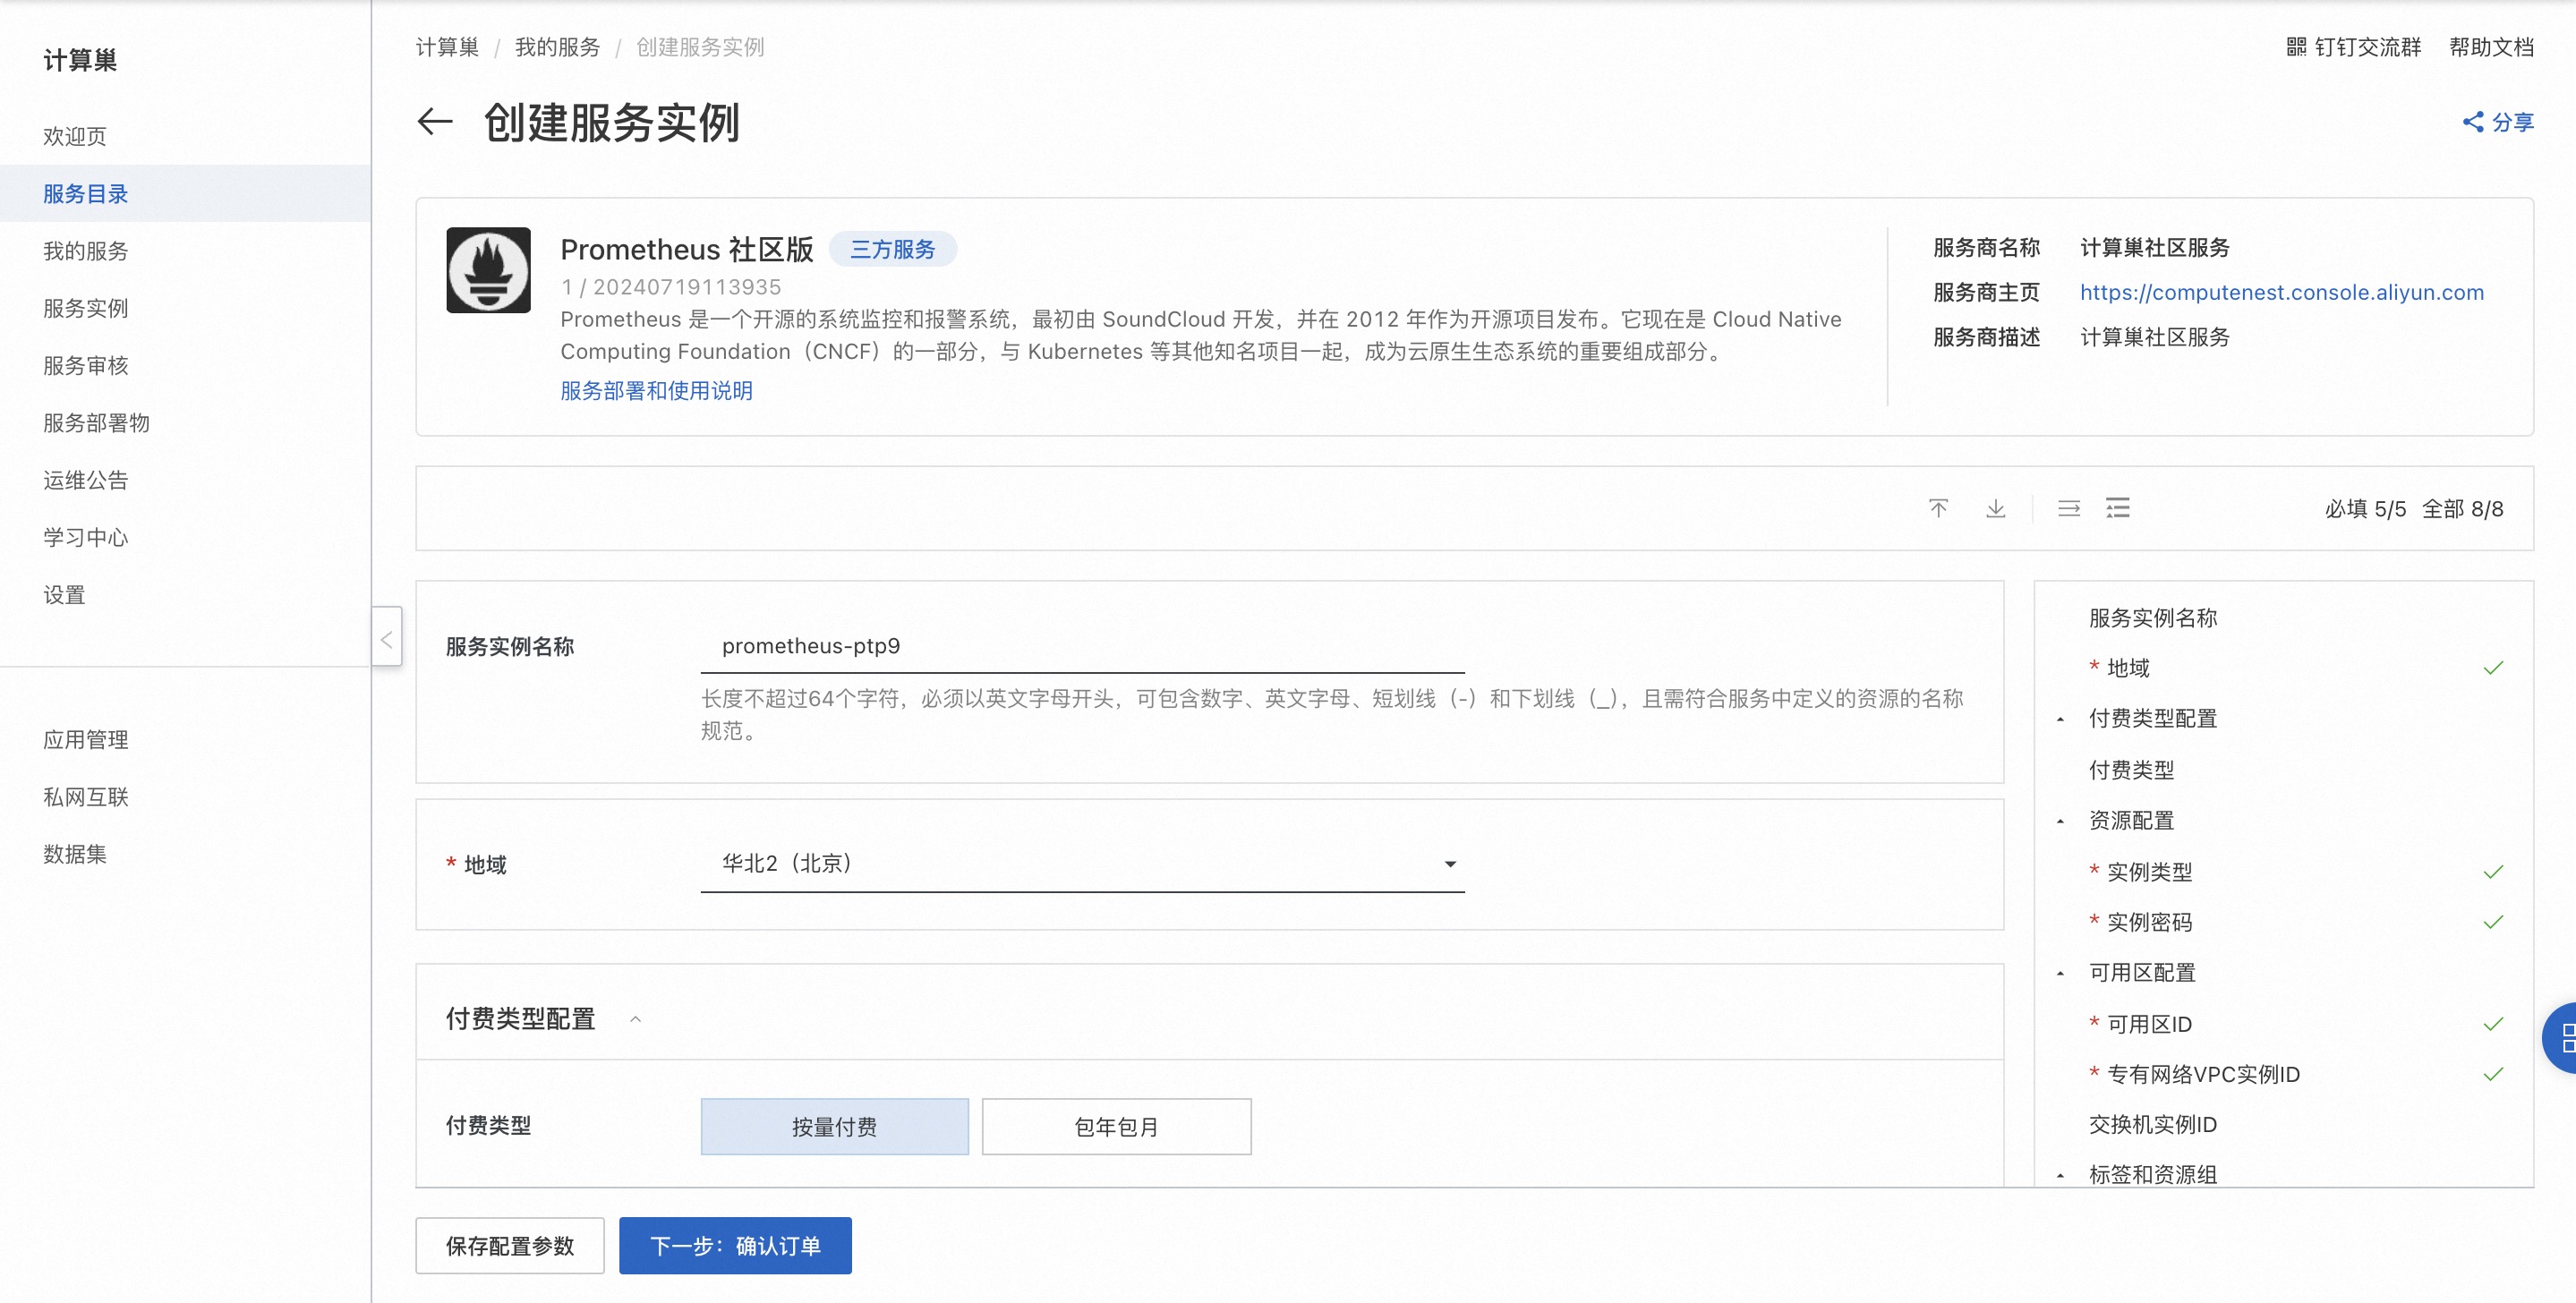 计算巢
欢迎页
服务目录
我的服务
服务实例
服务审核
服务部署物
运维公告
学习中心
设置
应用管理
私网互联
数据集
计算巢 / 我的服务 / 创建服务实例
钉钉交流群 帮助文档
创建服务实例
分享
Prometheus 社区版 三方服务
1 / 20240719113935
Prometheus 是一个开源的系统监控和报警系统，最初由 SoundCloud 开发，并在 2012 年作为开源项目发布。它现在是 Cloud Native
Computing Foundation（CNCF）的一部分，与 Kubernetes 等其他知名项目一起，成为云原生生态系统的重要组成部分。
服务部署和使用说明
服务商名称 计算巢社区服务
服务商主页 https://computenest.console.aliyun.com
服务商描述 计算巢社区服务
必填 5/5 全部 8/8
服务实例名称 prometheus-ptp9
长度不超过64个字符，必须以英文字母开头，可包含数字、英文字母、短划线（-）和下划线（_），且需符合服务中定义的资源的名称
规范。
* 地域 华北2（北京）
付费类型配置
付费类型 按量付费 包年包月
服务实例名称
* 地域
付费类型配置
付费类型
资源配置
* 实例类型
* 实例密码
可用区配置
* 可用区ID
* 专有网络VPC实例ID
交换机实例ID
标签和资源组
保存配置参数 下一步：确认订单